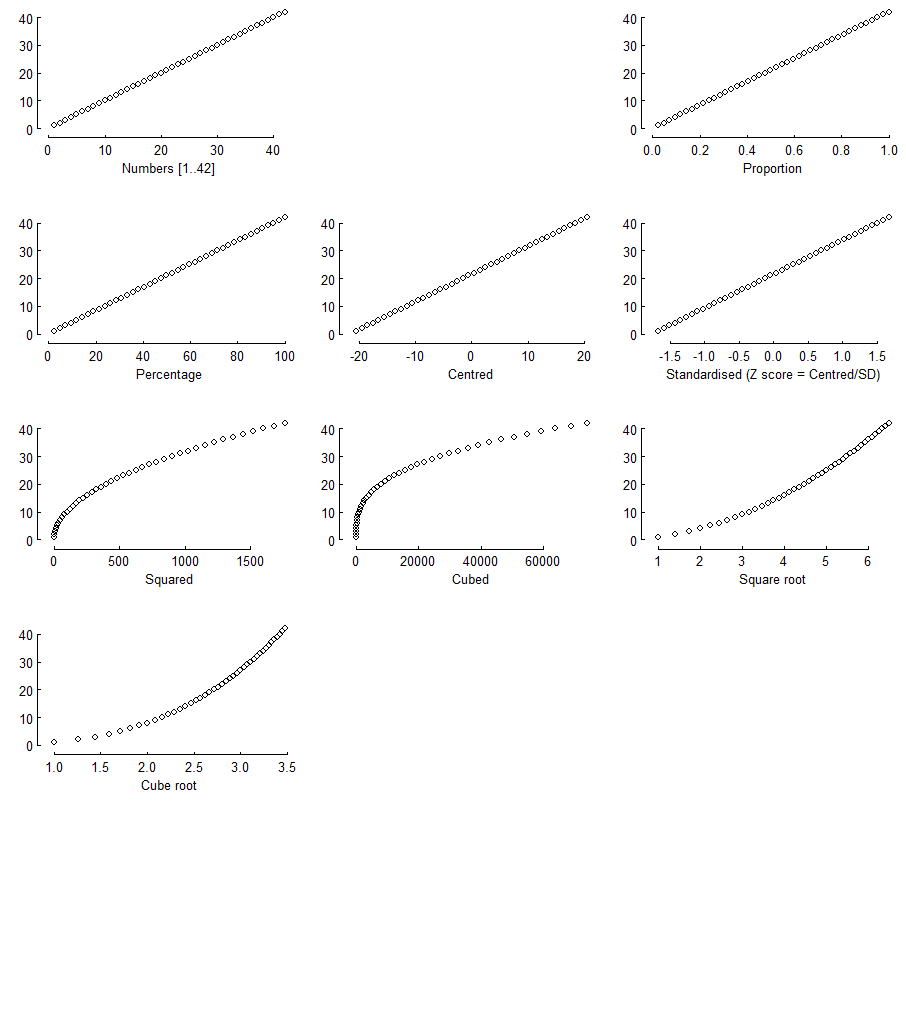 40
30
20
10
0
0 10 20 30 40
Numbers [1..42]
40
30
20
10
0
0.0 0.2 0.4 0.6 0.8 1.0
Proportion
40
30
20
10
0
0 20 40 60 80 100
Percentage
40
30
20
10
0
-20 -10 0 10 20
Centred
40
30
20
10
0
-1.5 -1.0 -0.5 0.0 0.5 1.0 1.5
Standardised (Z score = Centred/SD)
40
30
20
10
0
0 500 1000 1500
Squared
40
30
20
10
0
0 20000 40000 60000
Cubed
40
30
20
10
0
1 2 3 4 5 6
Square root
40
30
20
10
0
1.0 1.5 2.0 2.5 3.0 3.5
Cube root